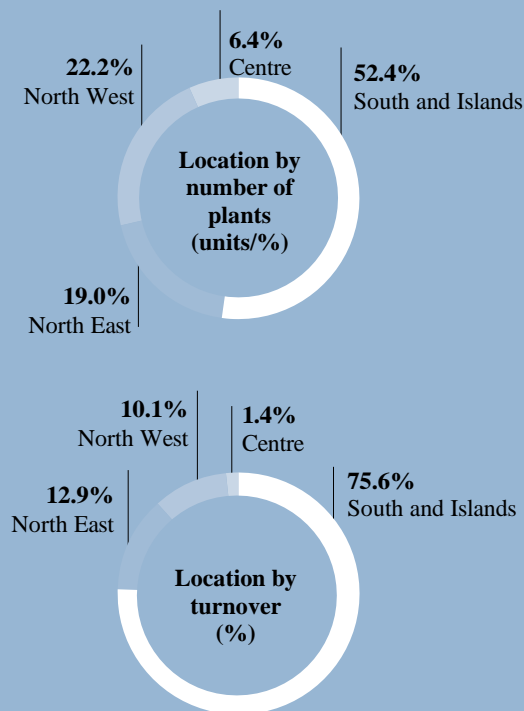 6.4%
Centre
22.2%
North West
52.4%
South and Islands
Location by
number of
plants
(units/%)
19.0%
North East
10.1%
North West
1.4%
Centre
12.9%
North East
75.6%
South and Islands
Location by
turnover
(%)